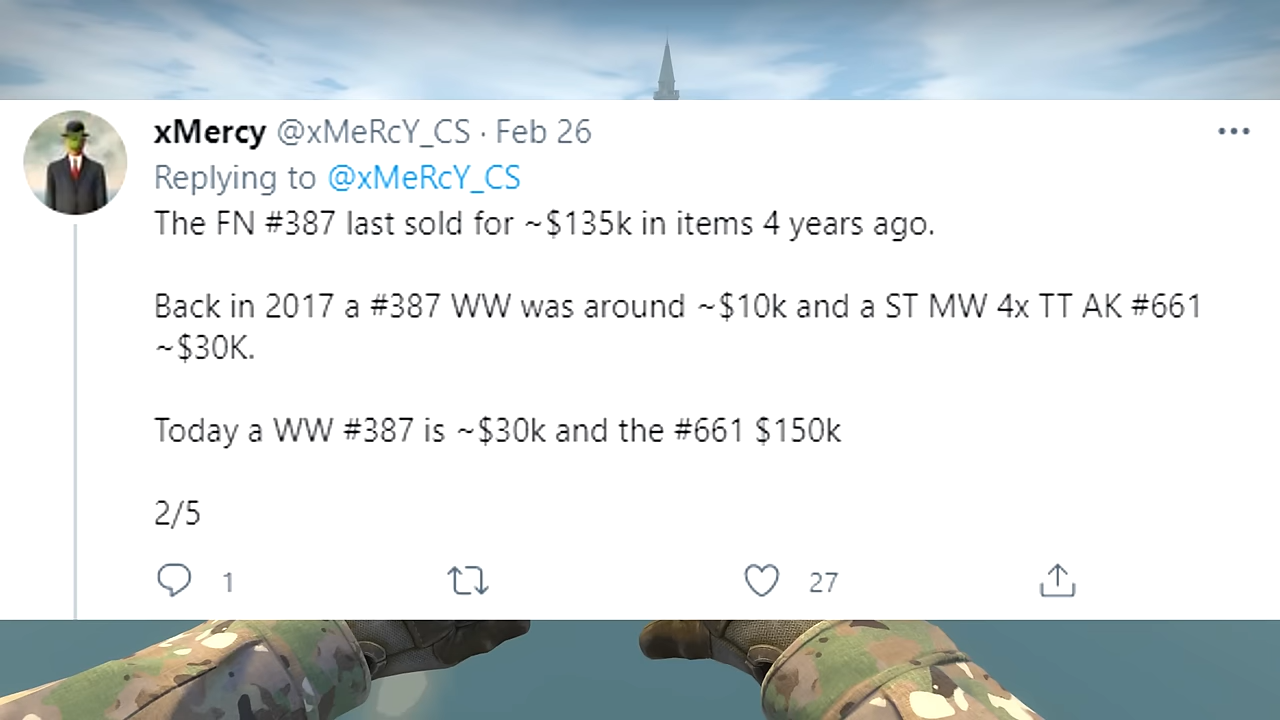 xMercy @xMeRcY_CS · Feb 26
Replying to @xMeRcY_CS
The FN #387 last sold for ~$135k in items 4 years ago.
Back in 2017 a #387 WW was around ~$10k and a ST MW 4x TT AK #661
~$30K.
Today a WW #387 is ~$30k and the #661 $150k
2/5
1 27